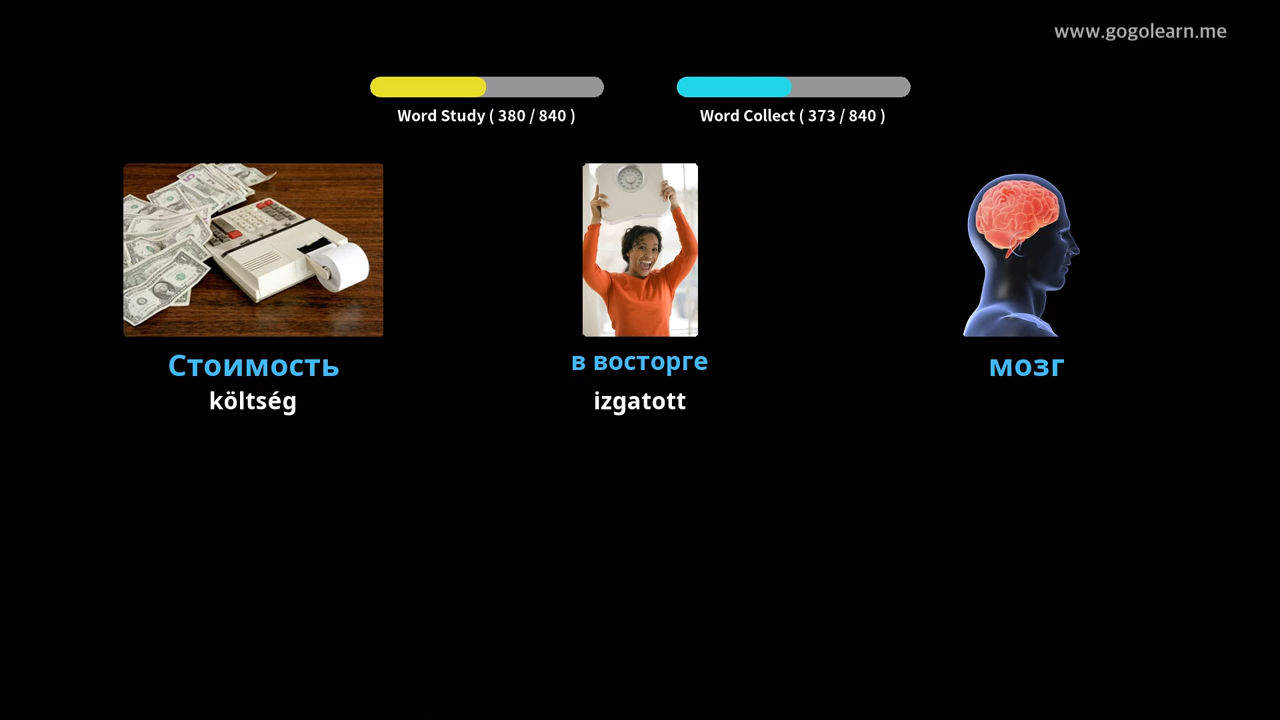 www.gogolearn.me
Word Study ( 380 / 840 )
Word Collect ( 373 / 840 )
Стоимость
költség
в восторге
izgatott
мозг